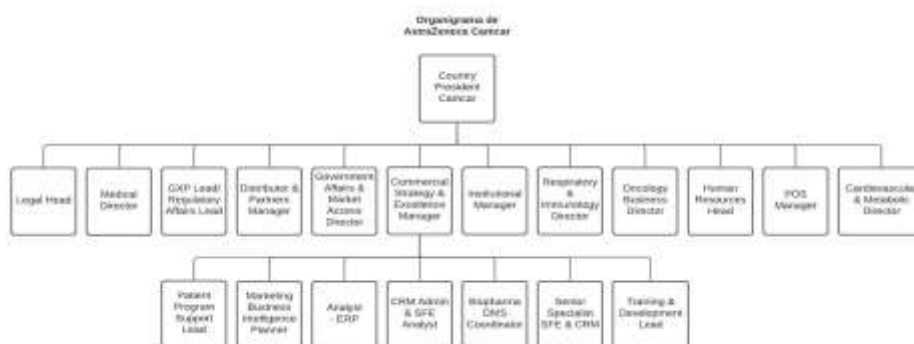 Organigrama de
AstraZeneca Camcar
Country
President
Camcar
Legal Head
Medical
Director
GXP Lead/
Regulatory
Affairs Lead
Distributor &
Partners
Manager
Government
Affairs &
Market
Access
Director
Commercial
Strategy &
Excellence
Manager
Institutional
Manager
Respiratory
& Immunology
Director
Oncology
Business
Director
Human
Resources
Head
POS
Manager
Cardiovascular
& Metabolic
Director
Patient
Program
Support
Lead
Marketing
Business
Intelligence
Planner
Analyst
- ERP
CRM Admin
& SFE
Analyst
Biopharma
OMS
Coordinator
Senior
Specialist
SFE & CRM
Training &
Development
Lead